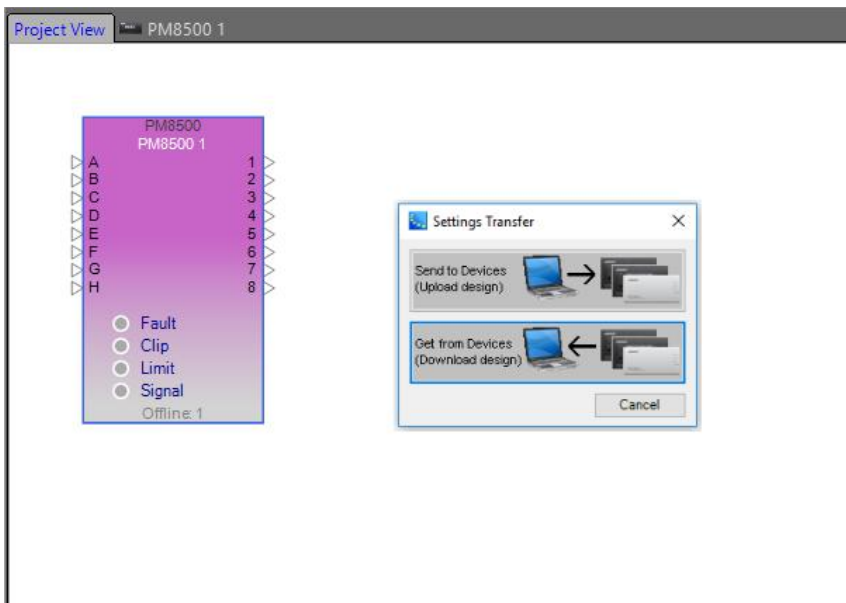 Project View
PM8500 1
PM8500
PM8500 1
A 1
B 2
C 3
D 4
E 5
F 6
G 7
H 8
Fault
Clip
Limit
Signal
Offline: 1
Settings Transfer
Send to Devices
(Upload design)
Get from Devices
(Download design)
Cancel